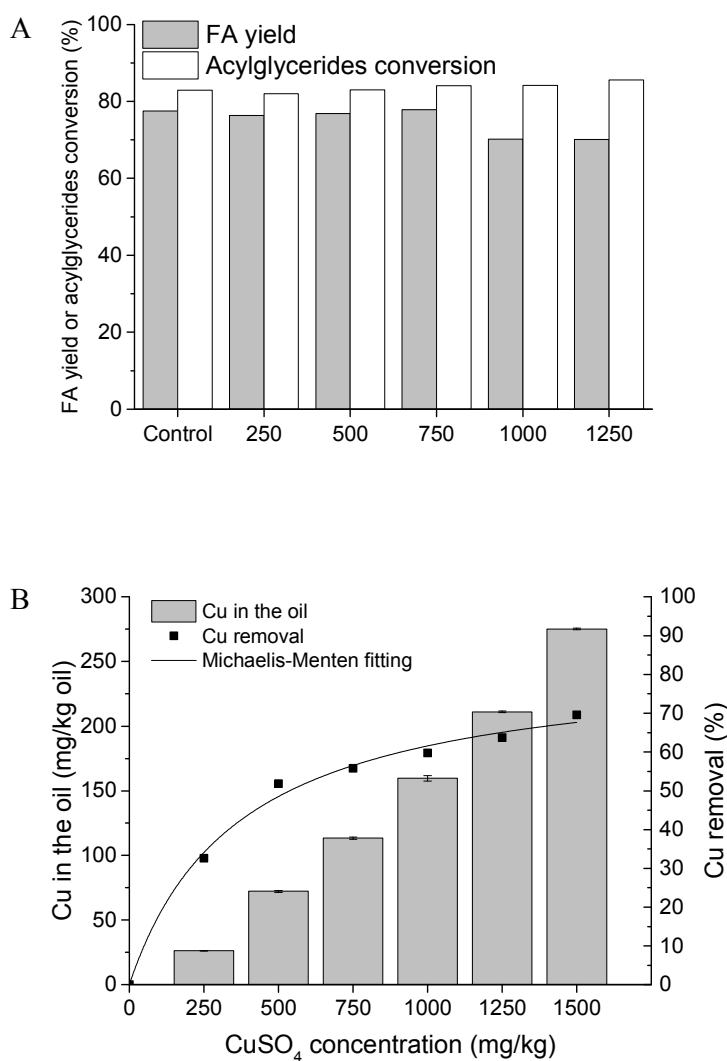 A
FA yield
Acylglycerides conversion
FA yield or acylglycerides conversion (%)
100
80
60
40
20
0
Control 250 500 750 1000 1250
B
Cu in the oil
Cu removal
Michaelis-Menten fitting
Cu in the oil (mg/kg oil)
300
250
200
150
100
50
0
Cu removal (%)
100
90
80
70
60
50
40
30
20
10
0
0 250 500 750 1000 1250 1500
CuSO₄ concentration (mg/kg)